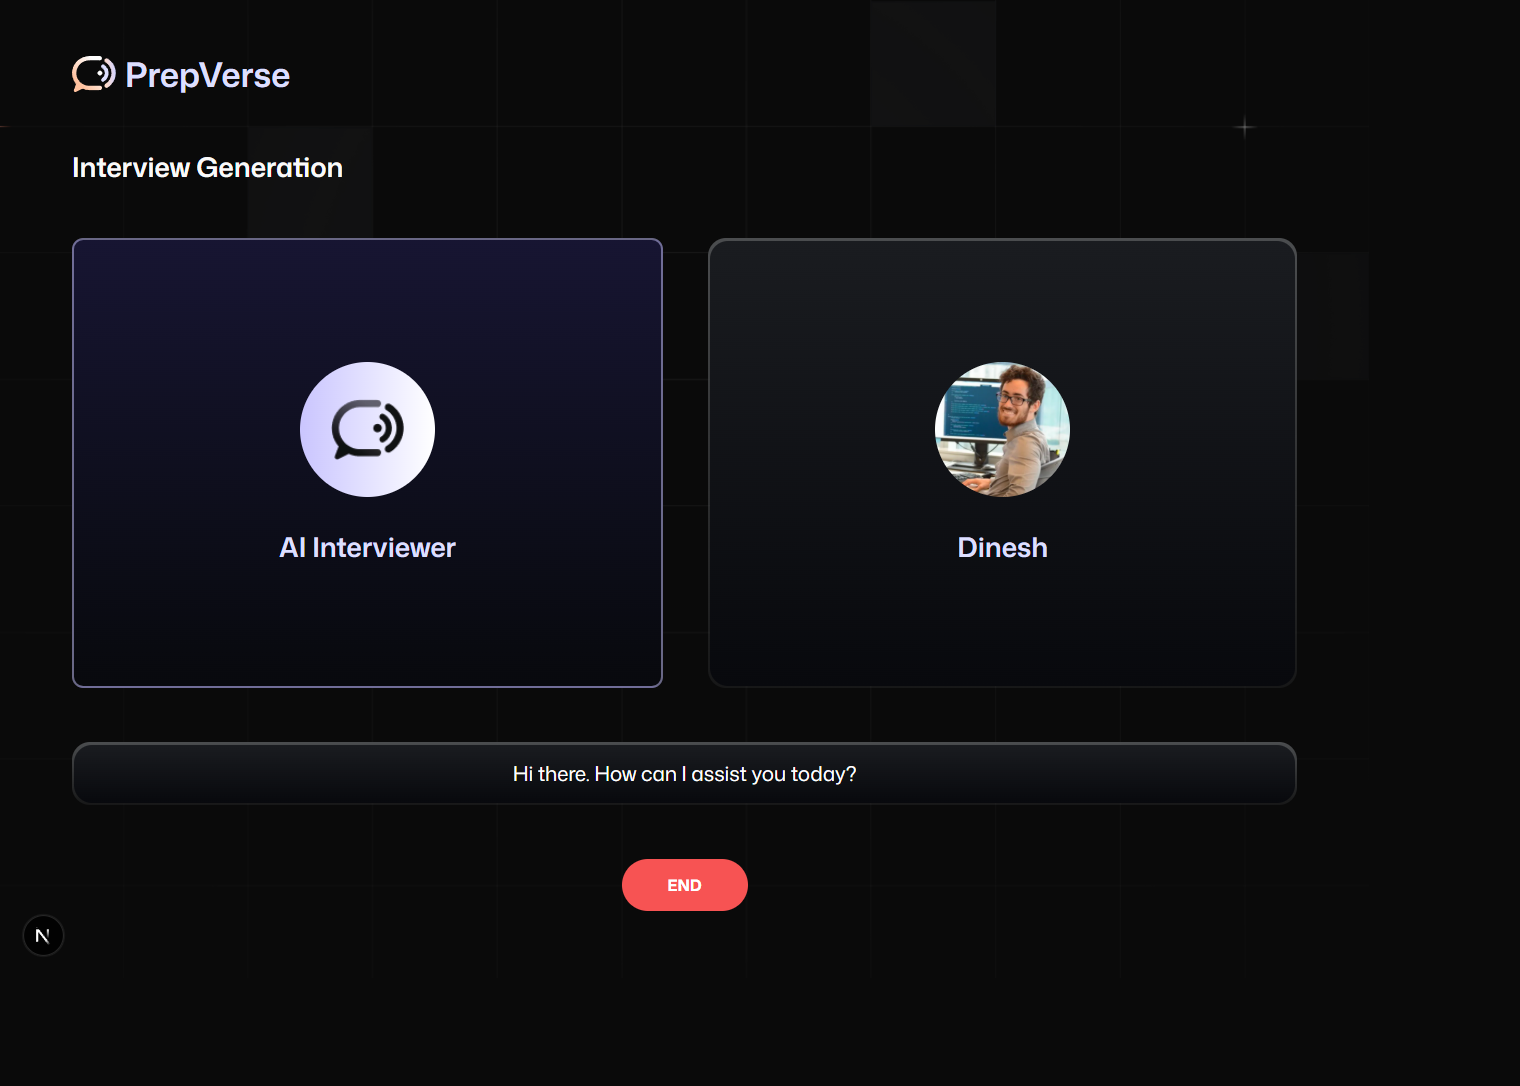 PrepVerse
Interview Generation
AI Interviewer
Dinesh
Hi there. How can I assist you today?
END
N